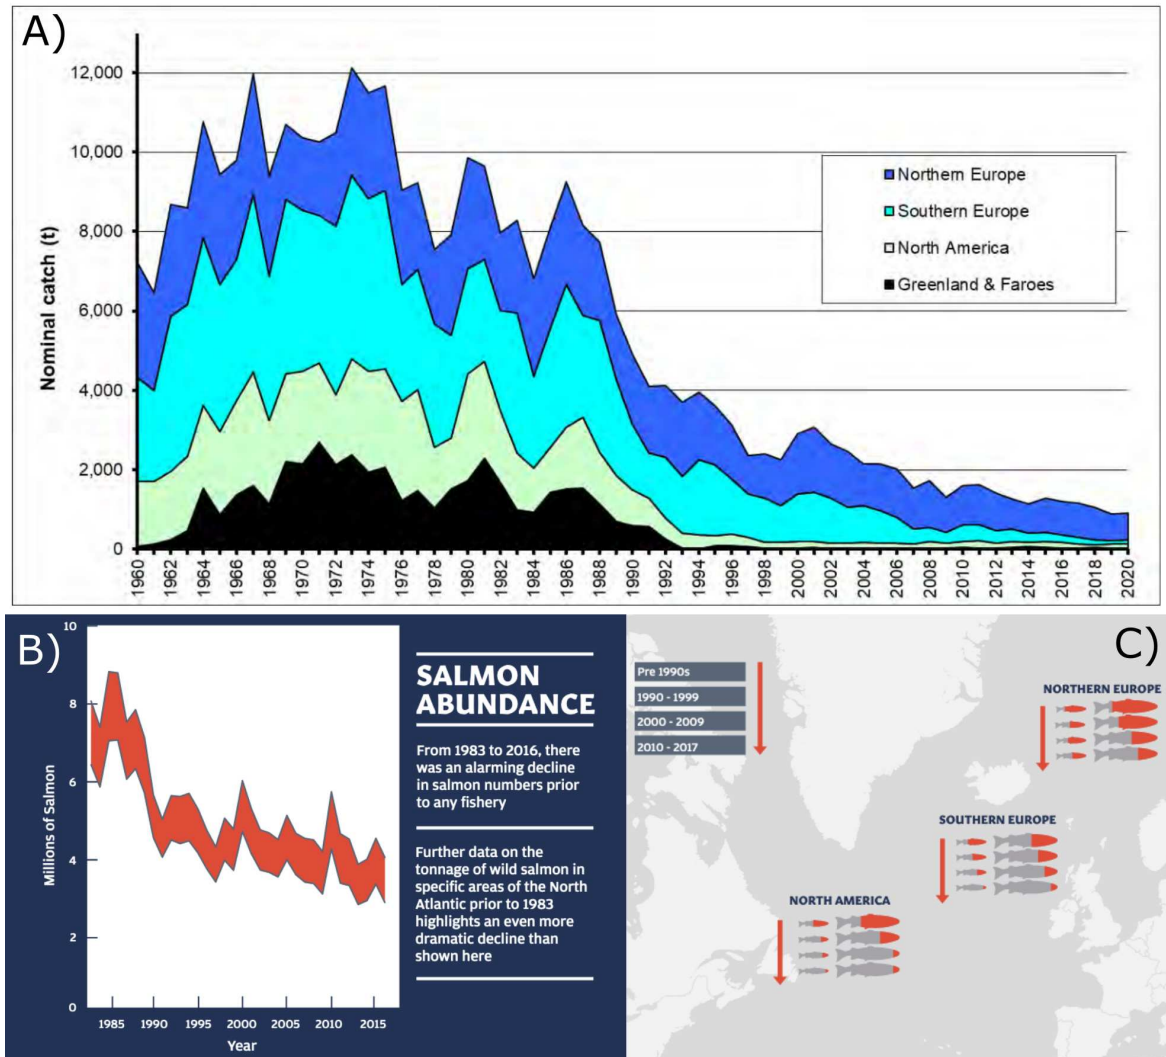 A)
12,000
10,000
8,000
6,000
4,000
2,000
0
Nominal catch (t)
Northern Europe
Southern Europe
North America
Greenland & Faroes
1960
1962
1964
1966
1968
1970
1972
1974
1976
1978
1980
1982
1984
1986
1988
1990
1992
1994
1996
1998
2000
2002
2004
2006
2008
2010
2012
2014
2016
2018
2020
B)
10
8
6
4
2
0
Millions of Salmon
1985
1990
1995
2000
2005
2010
2015
Year
SALMON
ABUNDANCE
From 1983 to 2016, there
was an alarming decline
in salmon numbers prior
to any fishery
Further data on the
tonnage of wild salmon in
specific areas of the North
Atlantic prior to 1983
highlights an even more
dramatic decline than
shown here
C)
Pre 1990s
1990 - 1999
2000 - 2009
2010 - 2017
NORTHERN EUROPE
SOUTHERN EUROPE
NORTH AMERICA